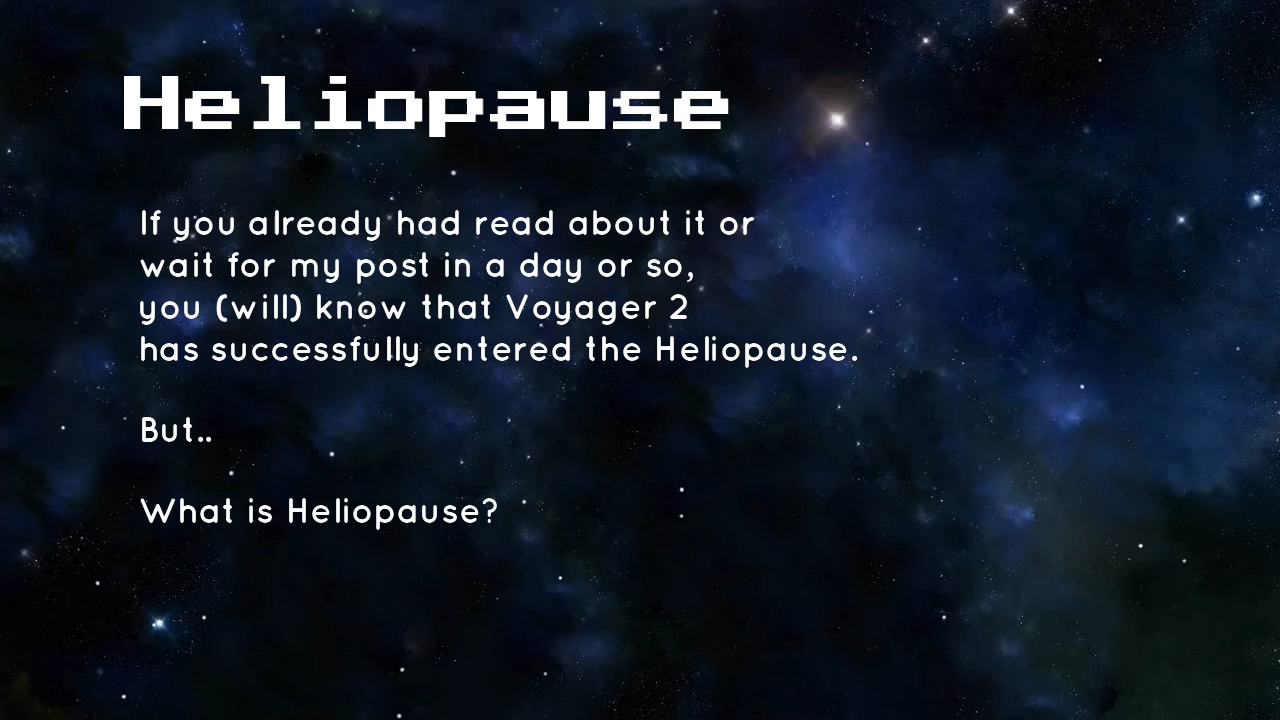 Heliopause
If you already had read about it or
wait for my post in a day or so,
you (will) know that Voyager 2
has successfully entered the Heliopause.
But..
What is Heliopause?